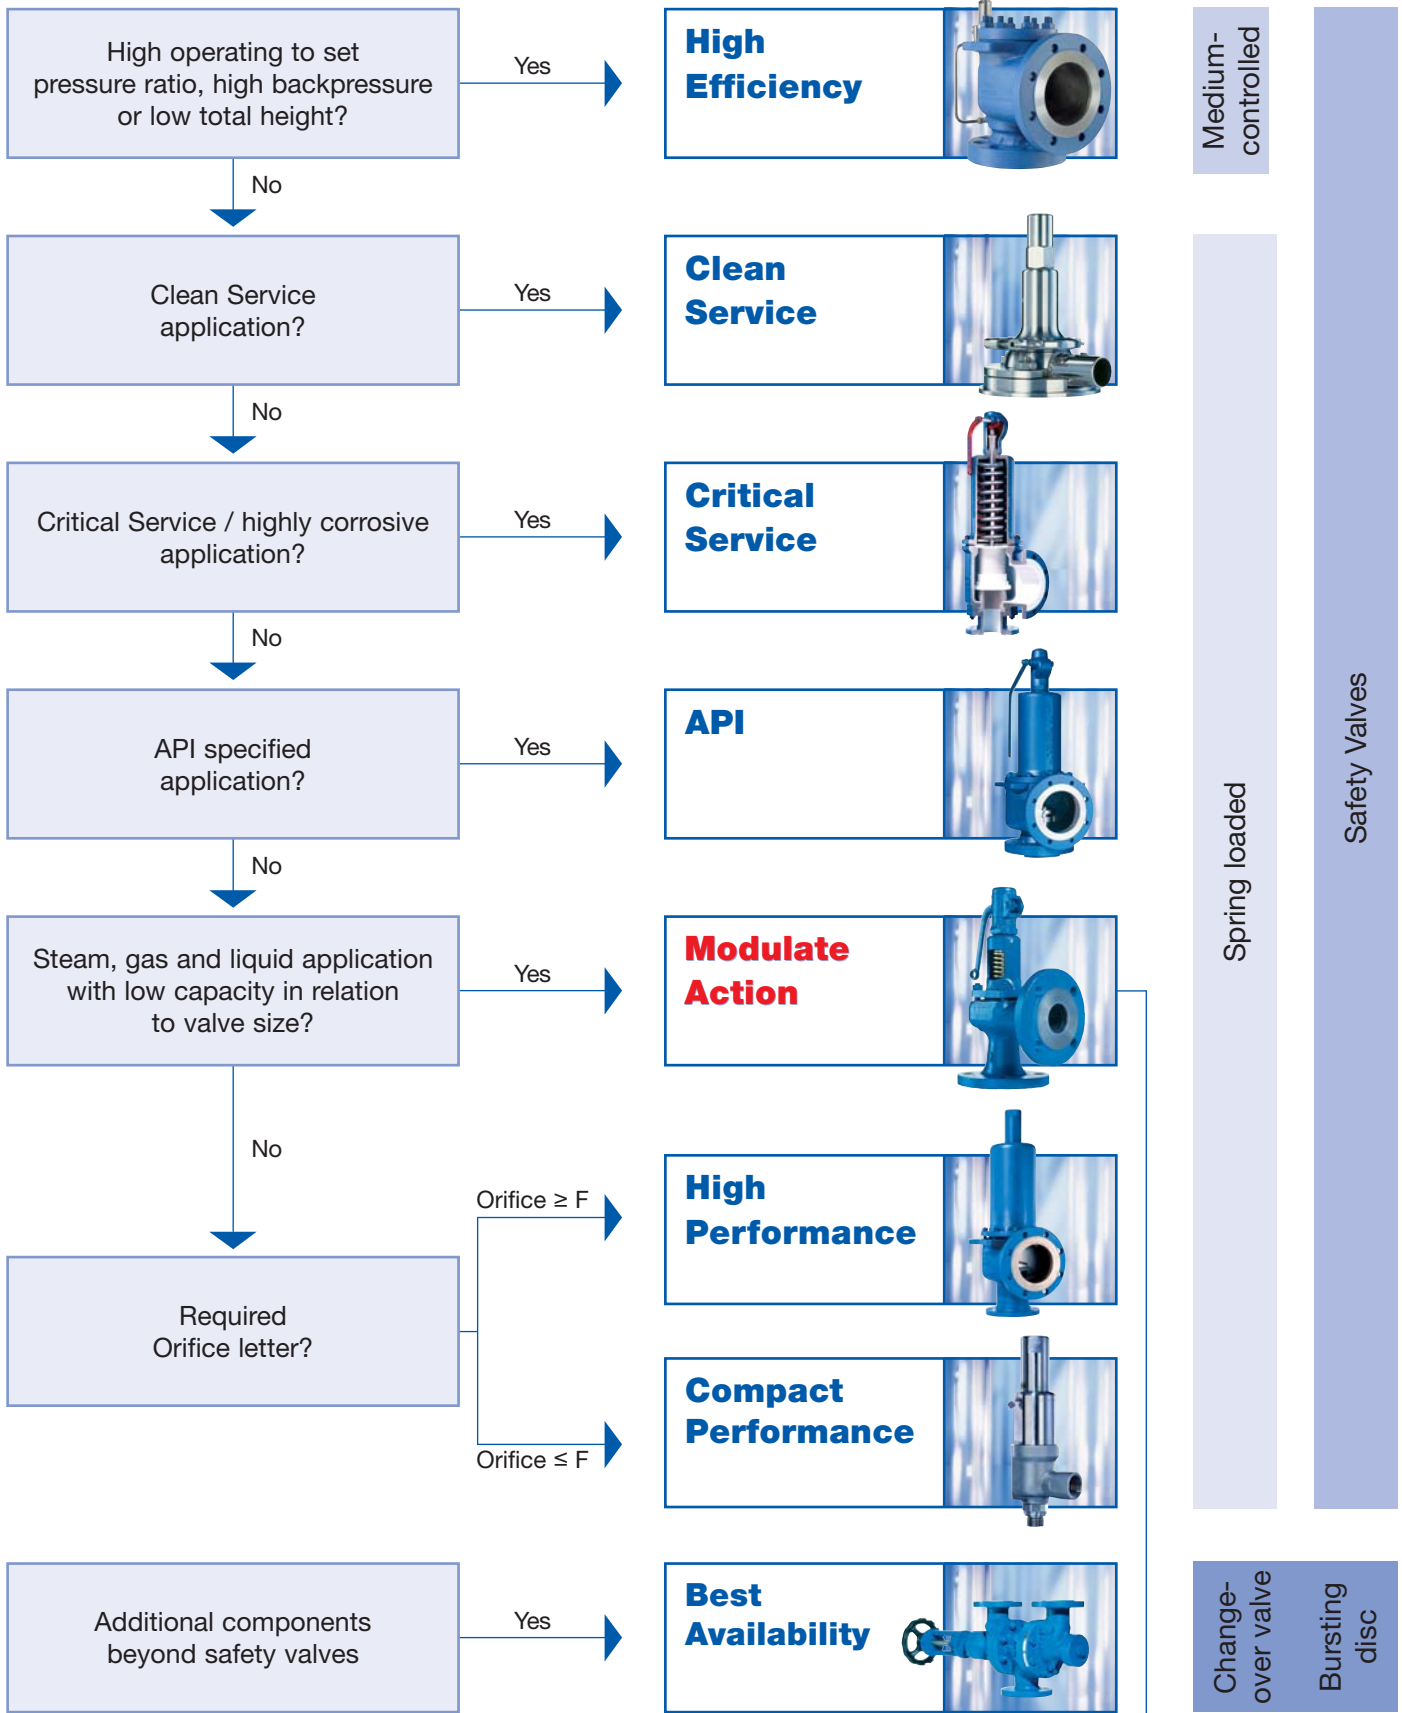 High operating to set
pressure ratio, high backpressure
or low total height?
Yes
High
Efficiency
Medium-
controlled
No
Clean Service
application?
Yes
Clean
Service
No
Critical Service / highly corrosive
application?
Yes
Critical
Service
No
API specified
application?
Yes
API
No
Steam, gas and liquid application
with low capacity in relation
to valve size?
Yes
Modulate
Action
No
Required
Orifice letter?
Orifice ≥ F
High
Performance
Orifice ≤ F
Compact
Performance
Spring loaded
Safety Valves
Additional components
beyond safety valves
Yes
Best
Availability
Change-
over valve
Bursting
disc